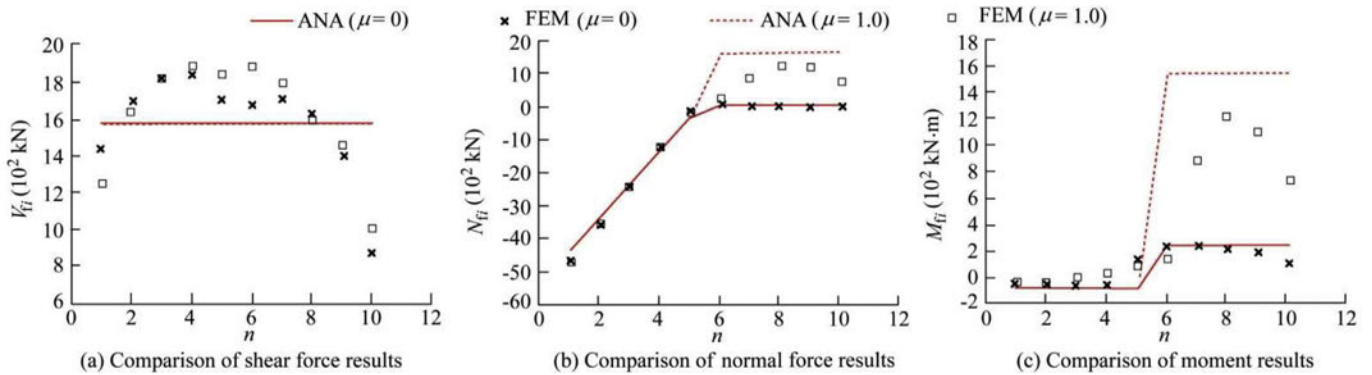 ANA (μ= 0) FEM (μ= 0) ANA (μ= 1.0) FEM (μ= 1.0)
20
18
16
14
12
10
8
6
V_fi (10² kN)
0 2 4 6 8 10 12
n
(a) Comparison of shear force results
20
10
0
-10
-20
-30
-40
-50
-60
N_fi (10² kN)
0 2 4 6 8 10 12
n
(b) Comparison of normal force results
18
16
14
12
10
8
6
4
2
0
-2
M_fi (10² kN·m)
0 2 4 6 8 10 12
n
(c) Comparison of moment results